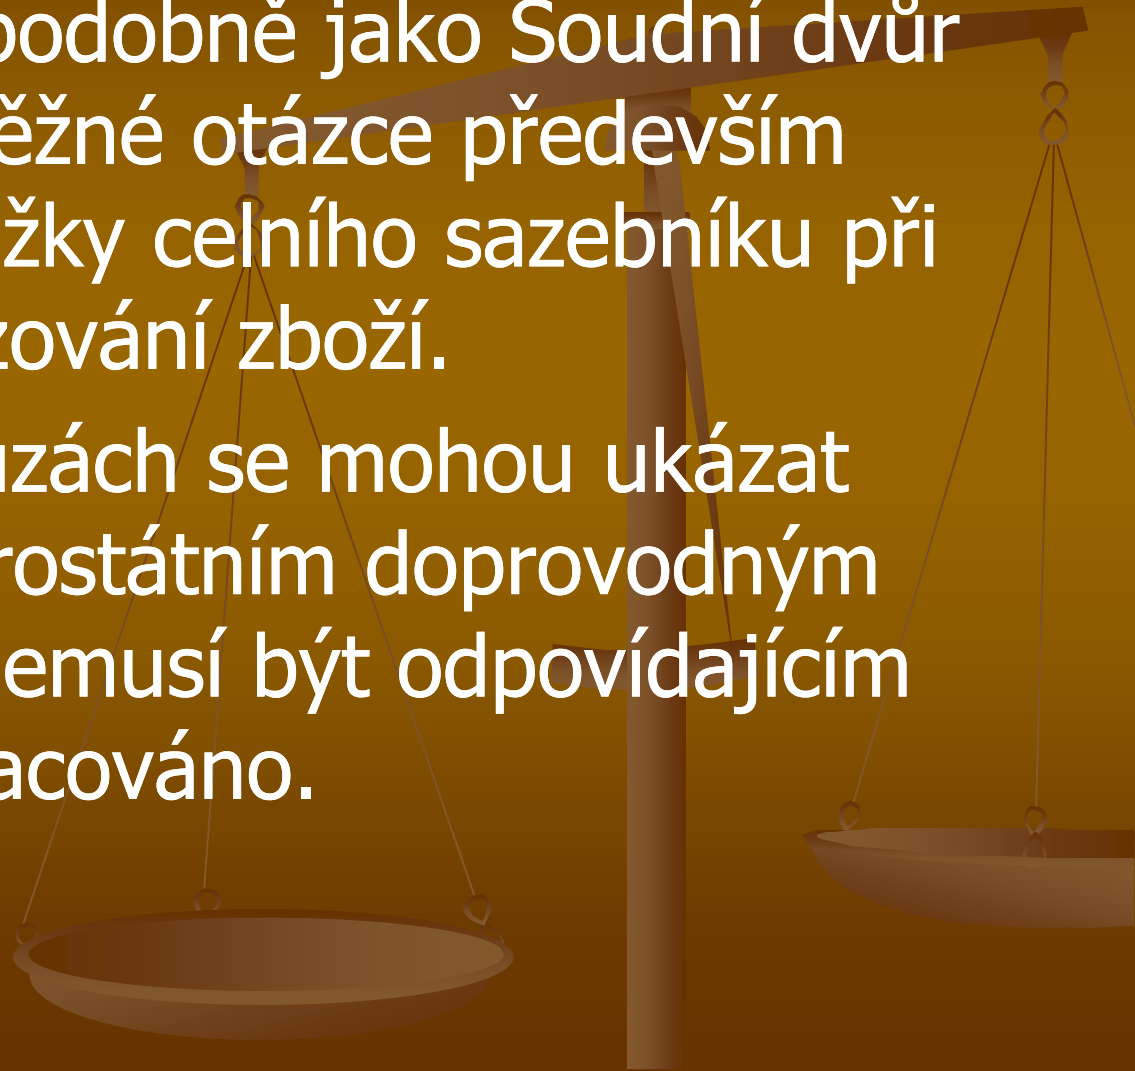 podobně jako Soudní dvůr
ěžné otázce především
žky celního sazebníku při
zování zboží.
uzách se mohou ukázat
rostátním doprovodným
emusí být odpovídajícím
acováno.